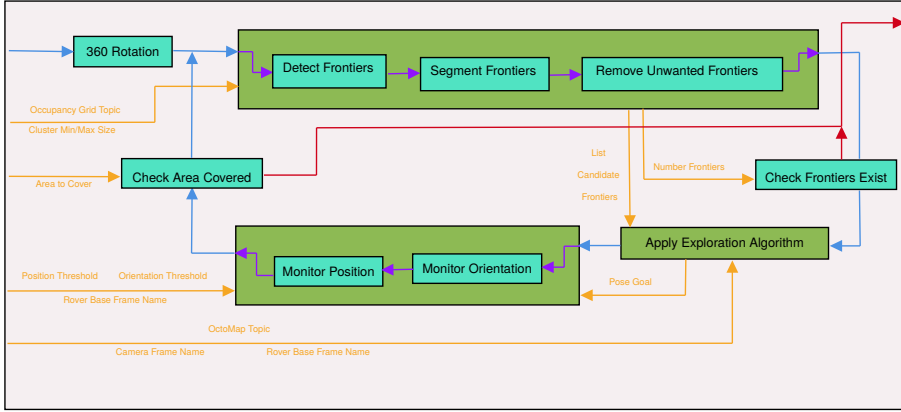 360 Rotation
Detect Frontiers
Segment Frontiers
Remove Unwanted Frontiers
Occupancy Grid Topic
Cluster Min/Max Size
List
Candidate
Frontiers
Number Frontiers
Check Area Covered
Area to Cover
Check Frontiers Exist
Apply Exploration Algorithm
Monitor Position
Monitor Orientation
Position Threshold Orientation Threshold
Rover Base Frame Name
Pose Goal
OctoMap Topic
Camera Frame Name Rover Base Frame Name